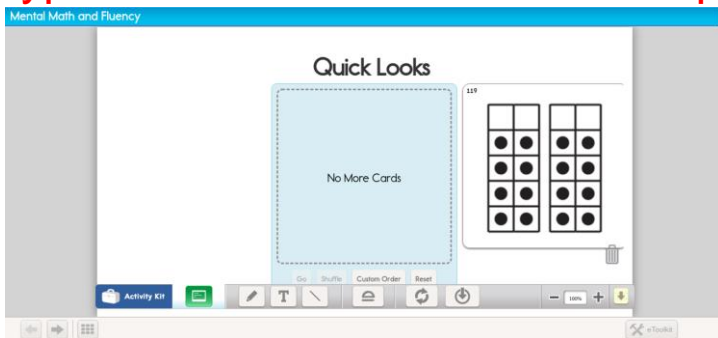 Mental Math and Fluency
Quick Looks
119
No More Cards
Go Shuffle Custom Order Reset
Activity Kit
T
100%
eToolkit